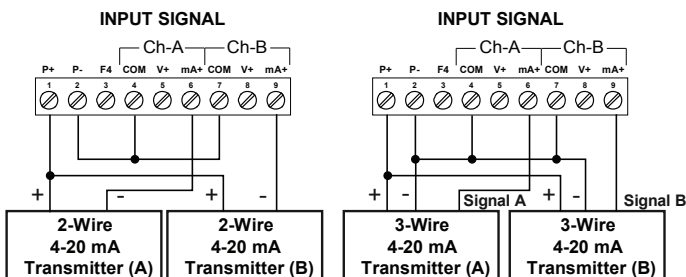 INPUT SIGNAL
Ch-A Ch-B
P+ P- F4 COM V+ mA+ COM V+ mA+
1 2 3 4 5 6 7 8 9
+ - + -
2-Wire
4-20 mA
Transmitter (A)
2-Wire
4-20 mA
Transmitter (B)
INPUT SIGNAL
Ch-A Ch-B
P+ P- F4 COM V+ mA+ COM V+ mA+
1 2 3 4 5 6 7 8 9
+ - Signal A + - Signal B
3-Wire
4-20 mA
Transmitter (A)
3-Wire
4-20 mA
Transmitter (B)